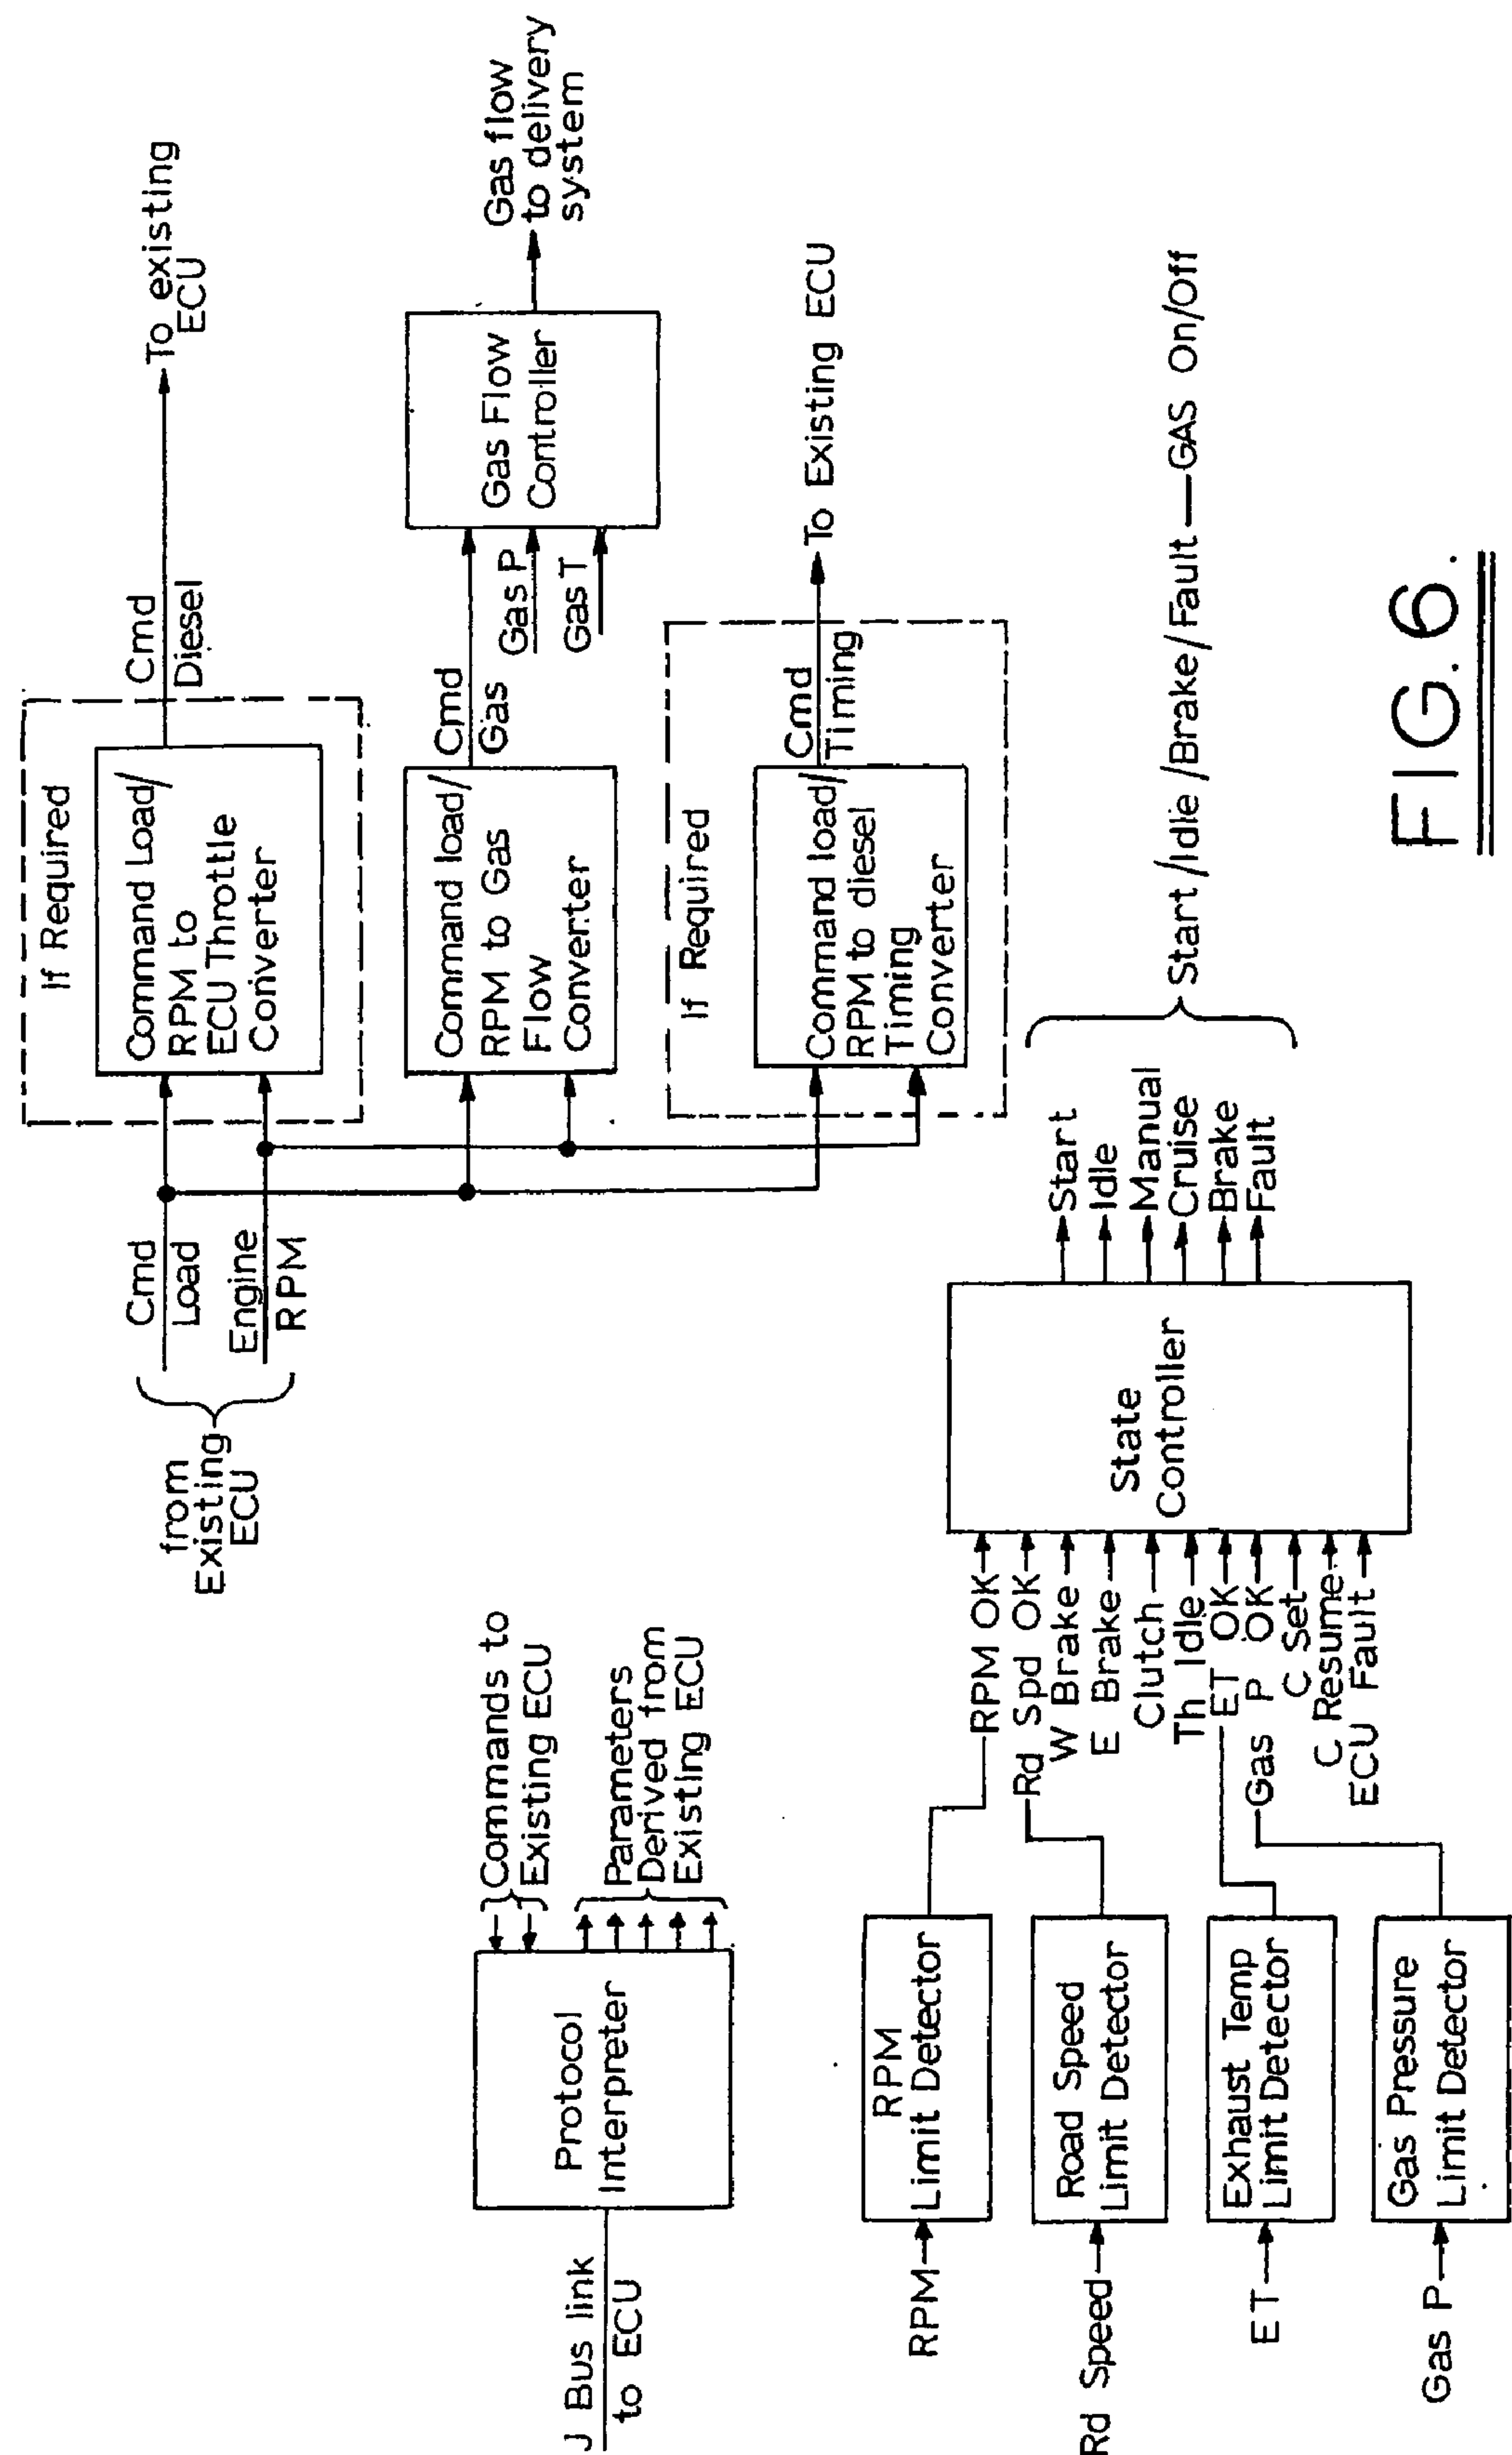 from
Existing
ECU
Cmd
Load
Engine
RPM
If Required
Command Load/
RPM to
ECU Throttle
Converter
Cmd
Diesel
To existing
ECU
Command load/
RPM to Gas
Flow
Converter
Cmd
Gas
Gas P
Gas T
Gas Flow
Controller
Gas flow
to delivery
system
If Required
Command load/
RPM to diesel
Timing
Converter
Cmd
Timing
To Existing ECU
J Bus link
to ECU
Protocol
Interpreter
Commands to
Existing ECU
Parameters
Derived from
Existing ECU
RPM
RPM
Limit Detector
Rd Speed
Road Speed
Limit Detector
ET
Exhaust Temp
Limit Detector
Gas P
Gas Pressure
Limit Detector
RPM OK
Rd Spd OK
W Brake
E Brake
Clutch
Th Idle
ET OK
Gas P OK
C Set
C Resume
ECU Fault
State
Controller
Start
Idle
Manual
Cruise
Brake
Fault
Start/Idle/Brake/Fault—GAS On/Off
FIG. 6.